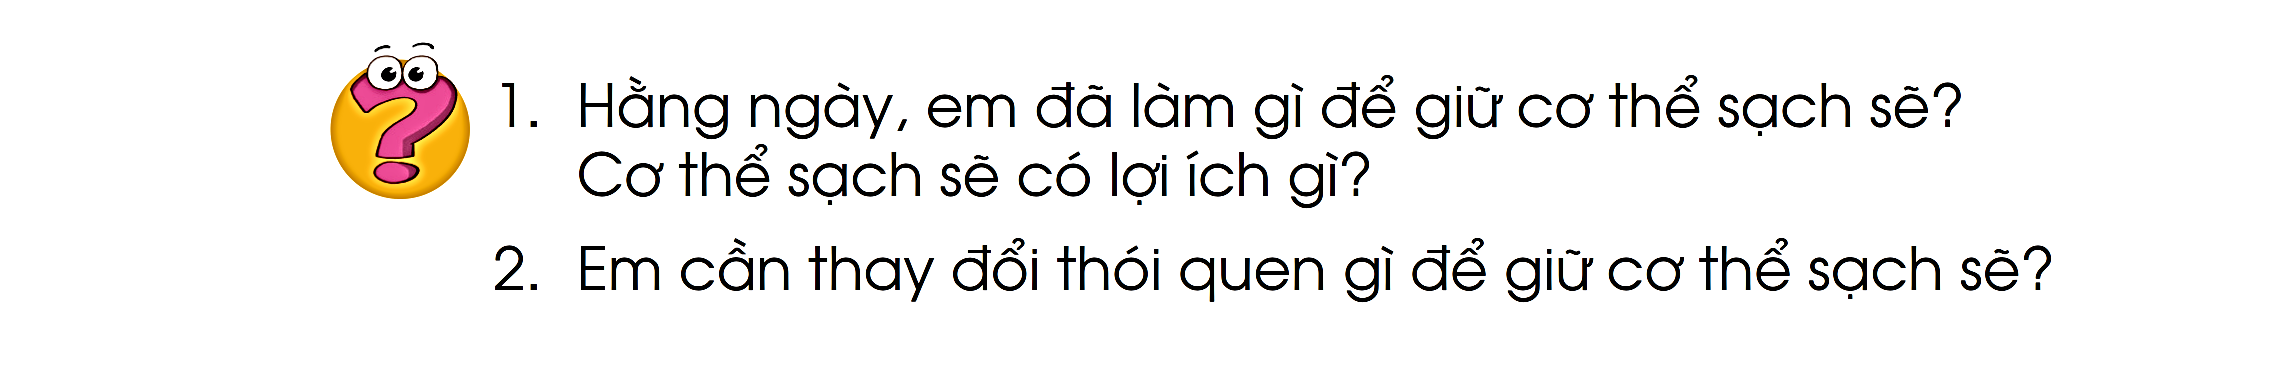 1. Hằng ngày, em đã làm gì để giữ cơ thể sạch sẽ?
Cơ thể sạch sẽ có lợi ích gì?
2. Em cần thay đổi thói quen gì để giữ cơ thể sạch sẽ?